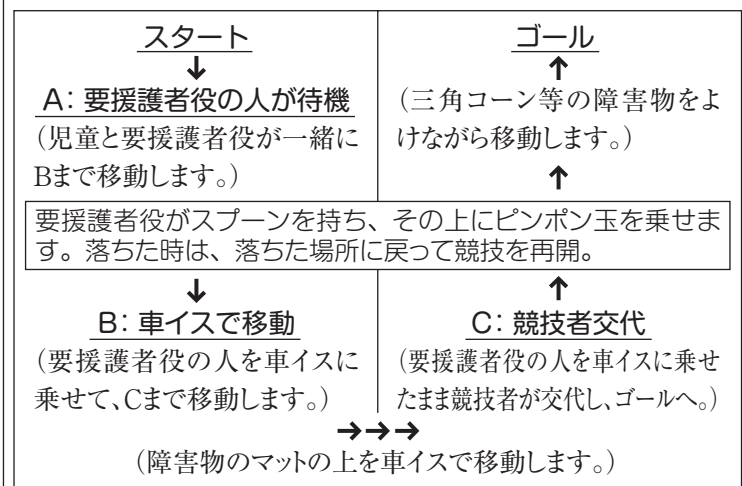 スタート
↓
A：要援護者役の人が待機
（児童と要援護者役が一緒に
Bまで移動します。）
ゴール
↑
（三角コーン等の障害物をよ
けながら移動します。）
↑
要援護者役がスプーンを持ち、その上にピンポン玉を乗せま
す。落ちた時は、落ちた場所に戻って競技を再開。
↓
B：車イスで移動
（要援護者役の人を車イスに
乗せて、Cまで移動します。）
↑
C：競技者交代
（要援護者役の人を車イスに乗せ
たまま競技者が交代し、ゴールへ。）
→→→
（障害物のマットの上を車イスで移動します。）